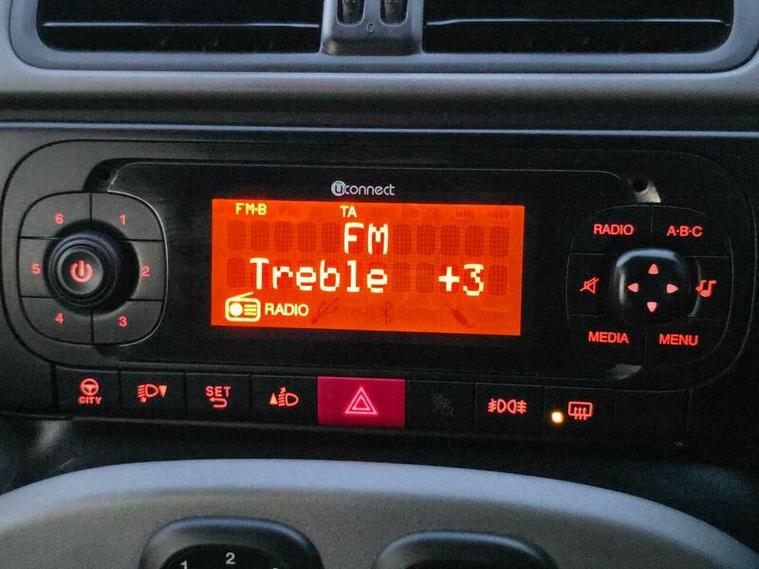 0
uconnect
FM-B TA
FM
Treble +3
RADIO
6 1
5 2
4 3
RADIO A·B·C
MEDIA MENU
CITY
SET
1 2